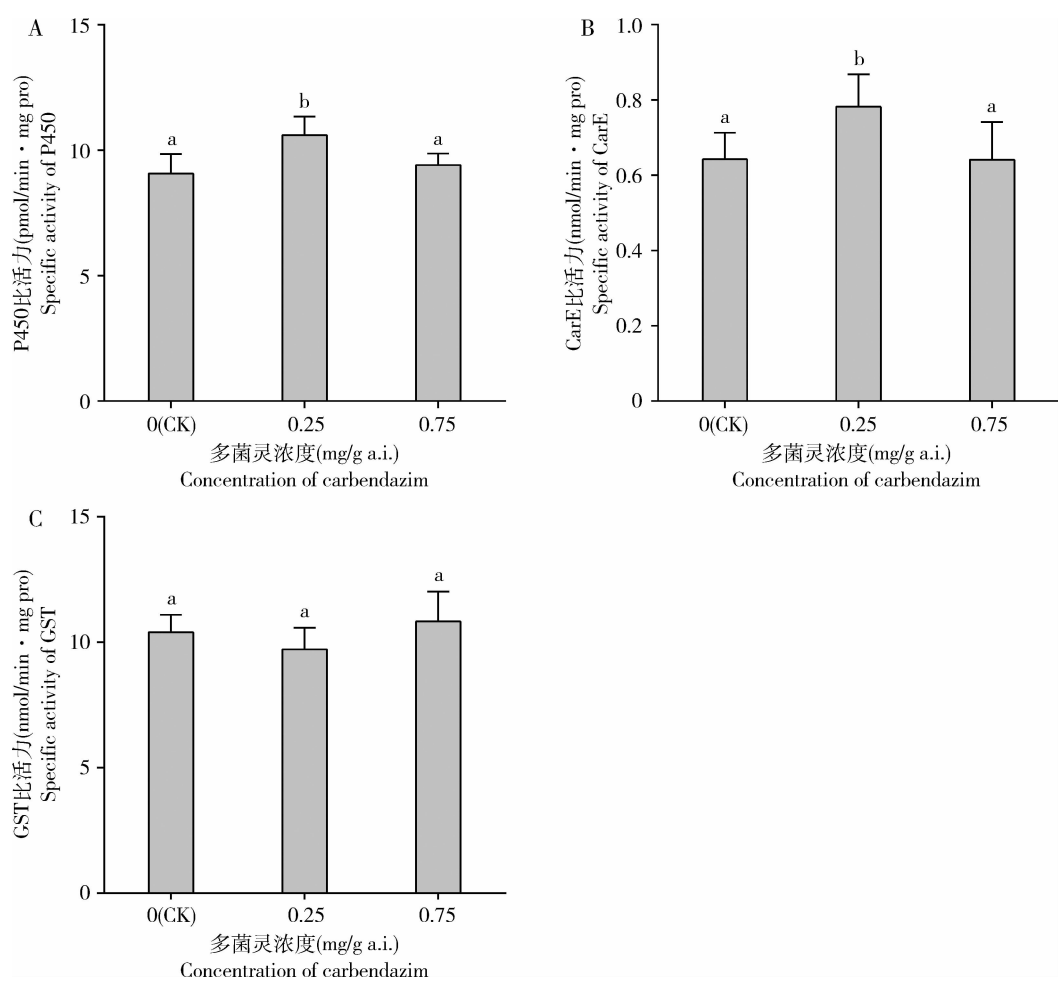 A
P450比活力(pmol/min·mg pro)
Specific activity of P450
15
10
5
0
a
b
a
0(CK)
0.25
0.75
多菌灵浓度(mg/g a.i.)
Concentration of carbendazim
B
CarE比活力(nmol/min·mg pro)
Specific activity of CarE
1.0
0.8
0.6
0.4
0.2
0
a
b
a
0(CK)
0.25
0.75
多菌灵浓度(mg/g a.i.)
Concentration of carbendazim
C
GST比活力(nmol/min·mg pro)
Specific activity of GST
15
10
5
0
a
a
a
0(CK)
0.25
0.75
多菌灵浓度(mg/g a.i.)
Concentration of carbendazim